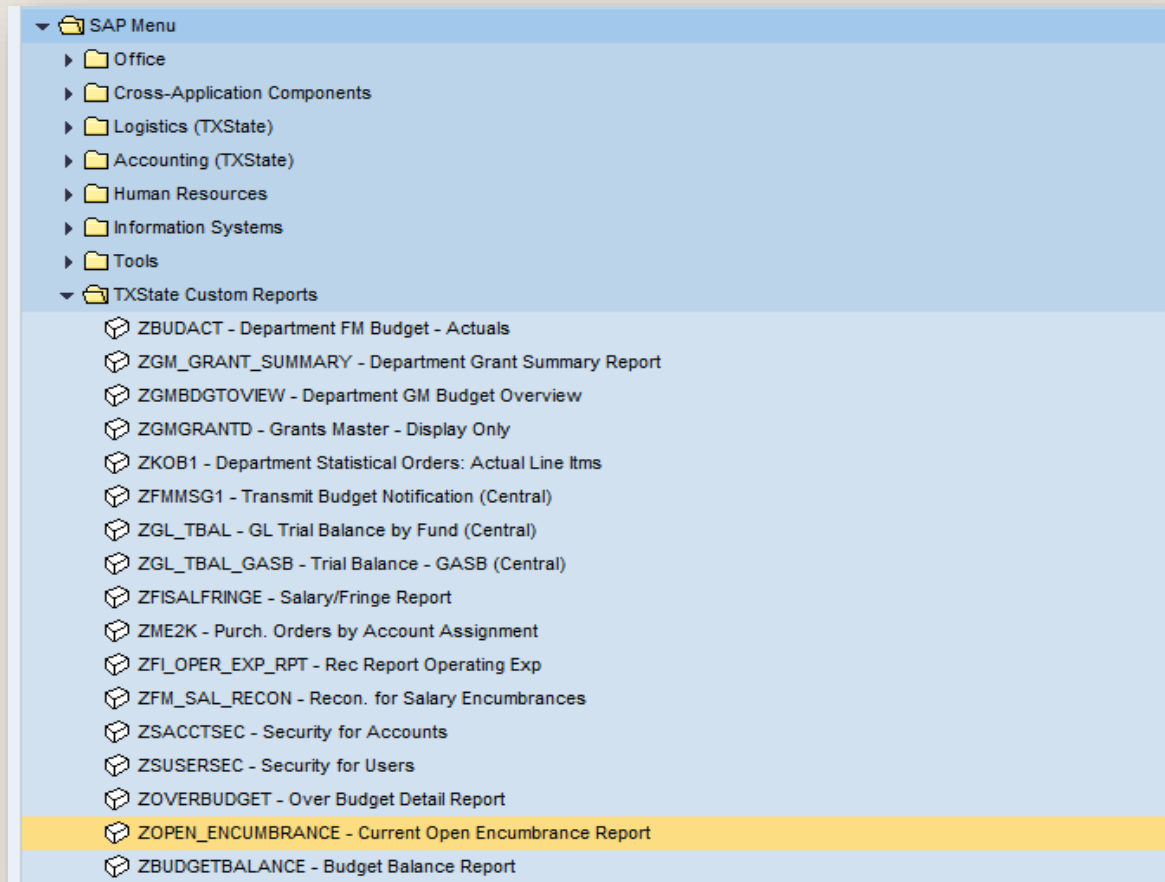 SAP Menu
Office
Cross-Application Components
Logistics (TXState)
Accounting (TXState)
Human Resources
Information Systems
Tools
TXState Custom Reports
ZBUDACT - Department FM Budget - Actuals
ZGM_GRANT_SUMMARY - Department Grant Summary Report
ZGMBDGTOVIEW - Department GM Budget Overview
ZGMGRANTD - Grants Master - Display Only
ZKOB1 - Department Statistical Orders: Actual Line Itms
ZFMMSG1 - Transmit Budget Notification (Central)
ZGL_TBAL - GL Trial Balance by Fund (Central)
ZGL_TBAL_GASB - Trial Balance - GASB (Central)
ZFISALFRINGE - Salary/Fringe Report
ZME2K - Purch. Orders by Account Assignment
ZFI_OPER_EXP_RPT - Rec Report Operating Exp
ZFM_SAL_RECON - Recon. for Salary Encumbrances
ZSACCTSEC - Security for Accounts
ZSUSERSEC - Security for Users
ZOVERBUDGET - Over Budget Detail Report
ZOPEN_ENCUMBRANCE - Current Open Encumbrance Report
ZBUDGETBALANCE - Budget Balance Report